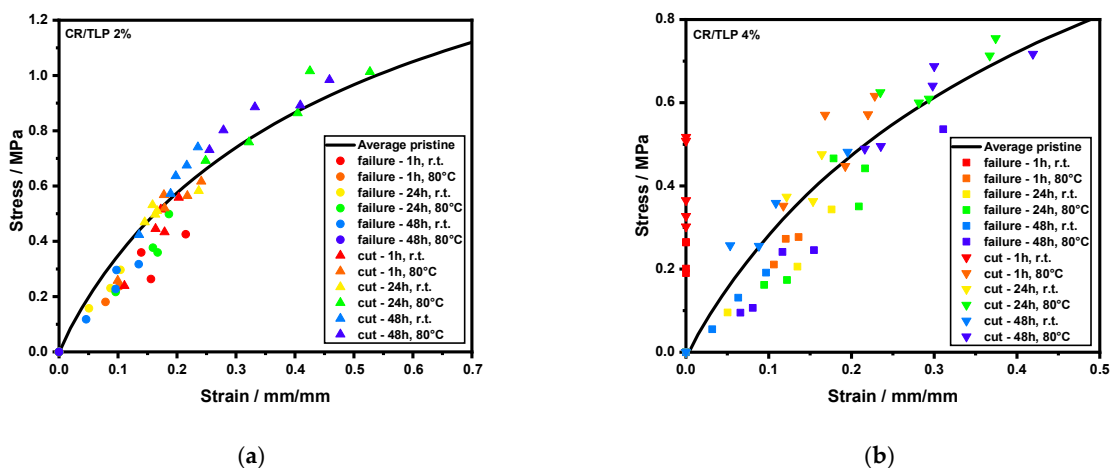 CR/TLP 2%
1.2
1.0
0.8
0.6
0.4
0.2
0.0
Stress / MPa
0.0 0.1 0.2 0.3 0.4 0.5 0.6 0.7
Strain / mm/mm
Average pristine
failure - 1h, r.t.
failure - 1h, 80°C
failure - 24h, r.t.
failure - 24h, 80°C
failure - 48h, r.t.
failure - 48h, 80°C
cut - 1h, r.t.
cut - 1h, 80°C
cut - 24h, r.t.
cut - 24h, 80°C
cut - 48h, r.t.
cut - 48h, 80°C
(a)
CR/TLP 4%
0.8
0.6
0.4
0.2
0.0
Stress / MPa
0.0 0.1 0.2 0.3 0.4 0.5
Strain / mm/mm
Average pristine
failure - 1h, r.t.
failure - 1h, 80°C
failure - 24h, r.t.
failure - 24h, 80°C
failure - 48h, r.t.
failure - 48h, 80°C
cut - 1h, r.t.
cut - 1h, 80°C
cut - 24h, r.t.
cut - 24h, 80°C
cut - 48h, r.t.
cut - 48h, 80°C
(b)